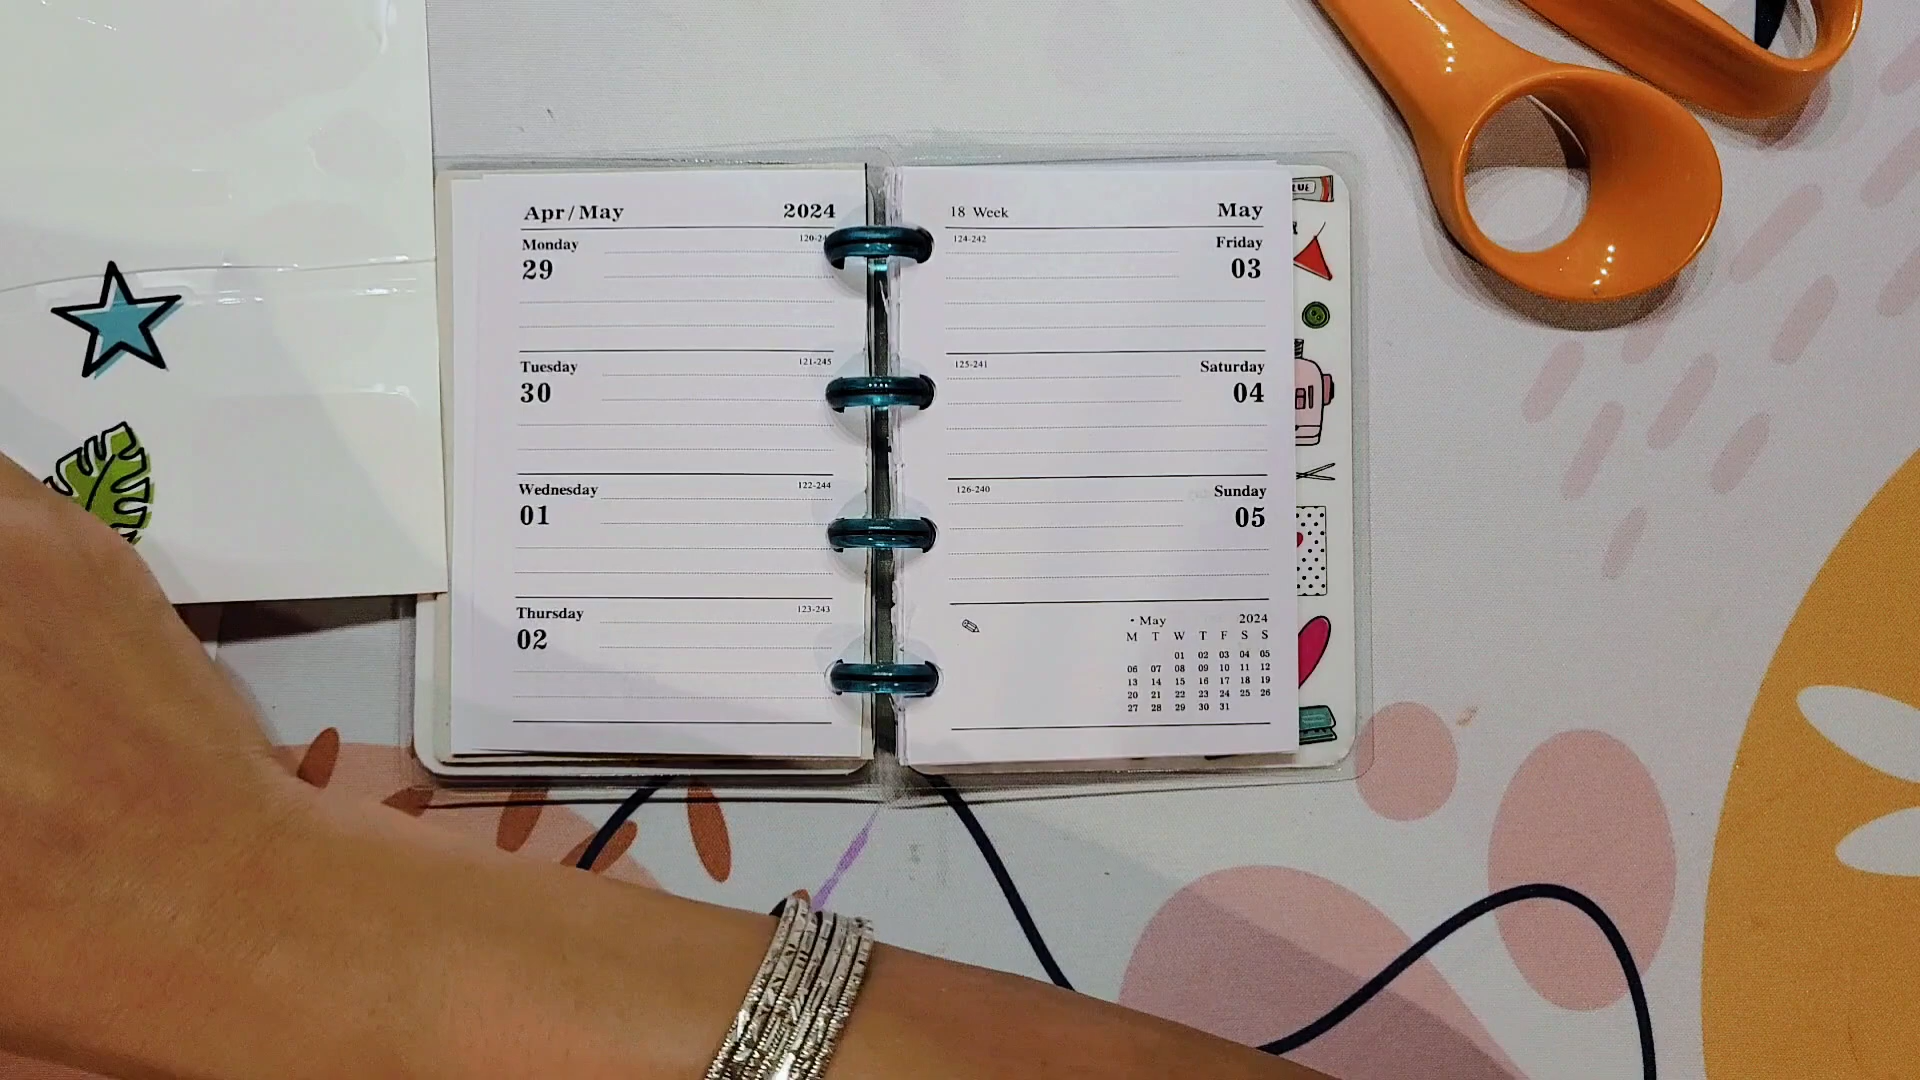 Apr/May 2024
Monday
29
Tuesday 121-245
30
Wednesday 122-244
01
Thursday 123-243
02
18 Week May
124-242 Friday
03
125-241 Saturday
04
126-240 Sunday
05
• May 2024
M T W T F S S
01 02 03 04 05
06 07 08 09 10 11 12
13 14 15 16 17 18 19
20 21 22 23 24 25 26
27 28 29 30 31